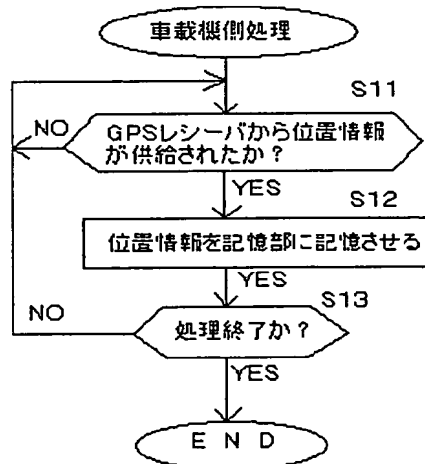 車載機側処理
S11
NO
GPSレシーバから位置情報
が供給されたか？
YES
S12
位置情報を記憶部に記憶させる
YES
S13
NO
処理終了か？
YES
E N D